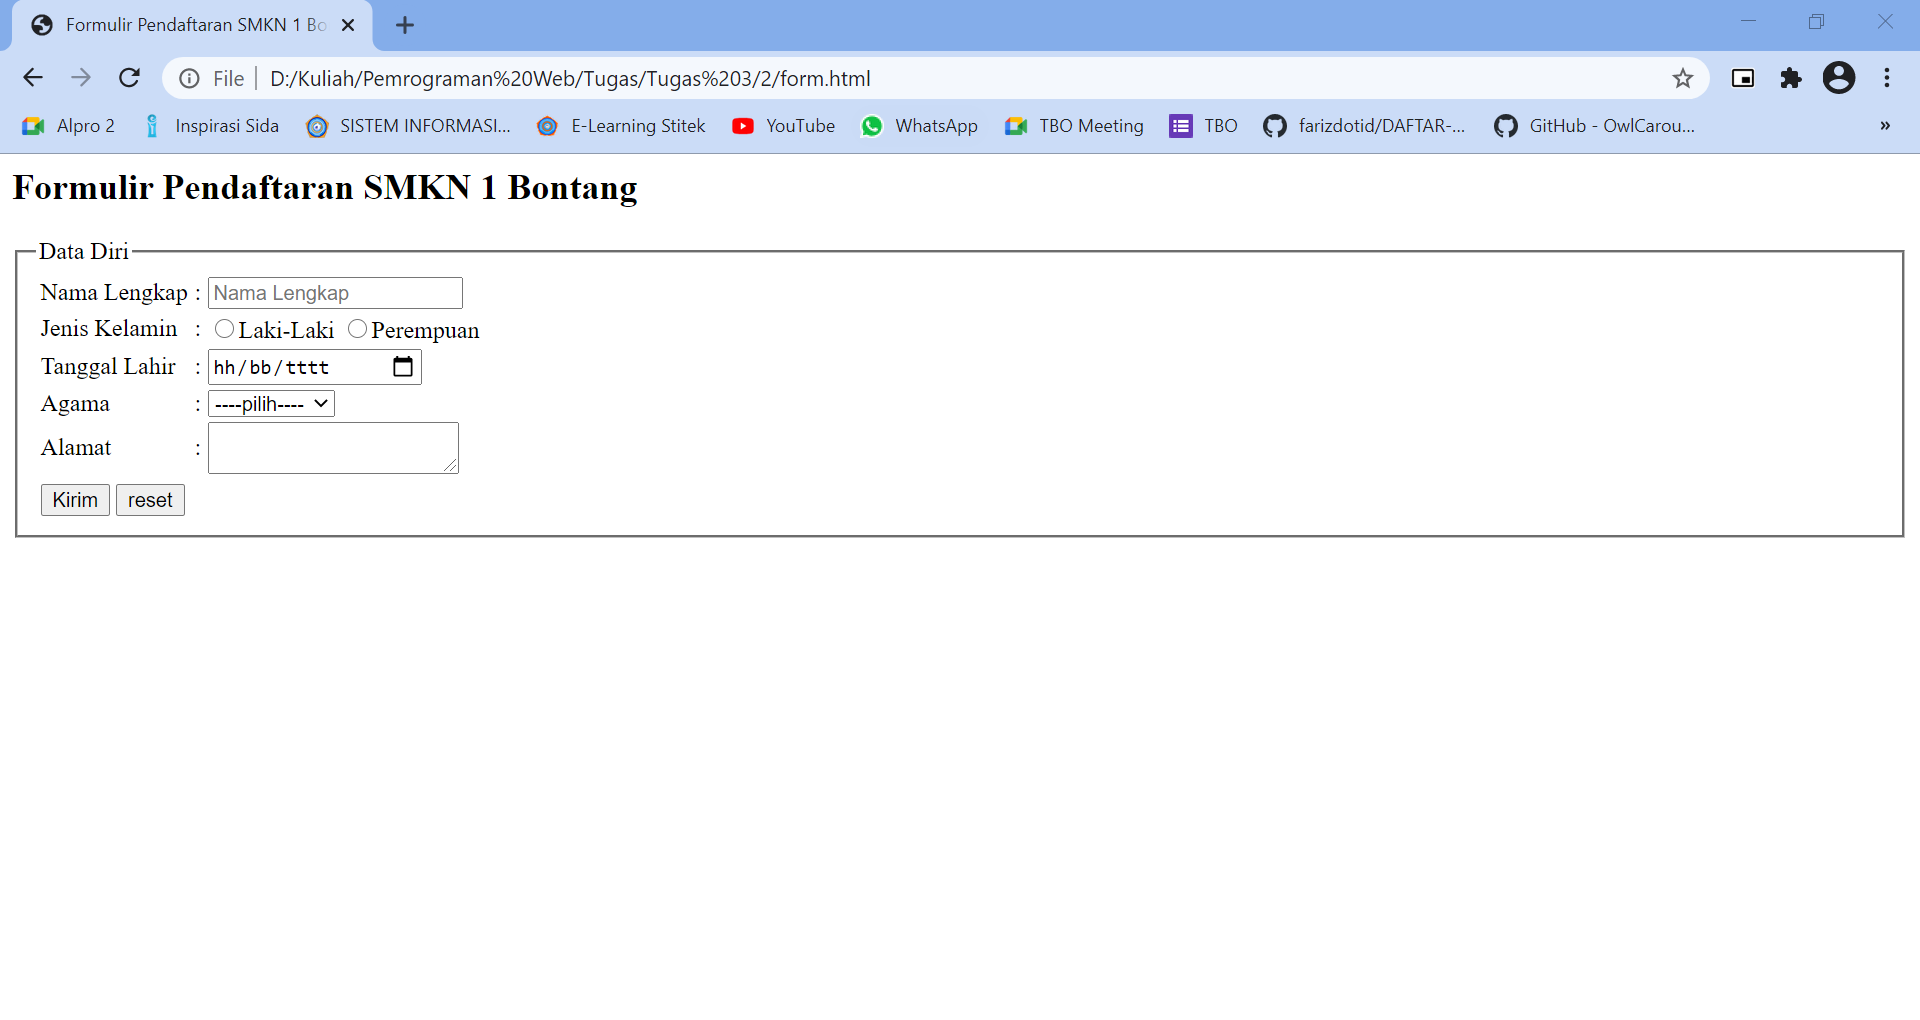 Formulir Pendaftaran SMKN 1 Bo
File D:/Kuliah/Pemrograman%20Web/Tugas/Tugas%203/2/form.html
Alpro 2 Inspirasi Sida SISTEM INFORMASI... E-Learning Stitek YouTube WhatsApp TBO Meeting TBO farizdotid/DAFTAR-... GitHub - OwlCarou... »
Formulir Pendaftaran SMKN 1 Bontang
Data Diri
Nama Lengkap : Nama Lengkap
Jenis Kelamin : Laki-Laki Perempuan
Tanggal Lahir : hh/bb/tttt
Agama : ----pilih----
Alamat :
Kirim reset